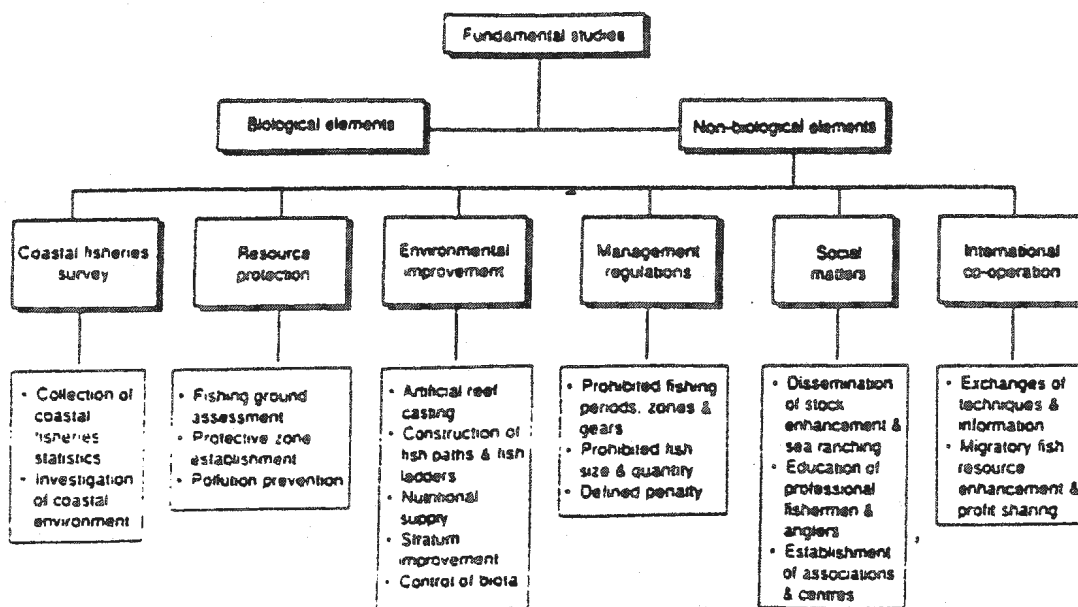 Fundamental studies
Biological elements
Non-biological elements
Coastal fisheries
survey
Resource
protection
Environmental
improvement
Management
regulations
Social
matters
International
co-operation
• Collection of
coastal
fisheries
statistics
• Investigation
of coastal
environment
• Fishing ground
assessment
• Protective zone
establishment
• Pollution prevention
• Artificial reef
casting
• Construction of
fish paths & fish
ladders
• Nutritional
supply
• Stratum
improvement
• Control of biota
• Prohibited fishing
periods, zones &
gears
• Prohibited fish
size & quantity
• Defined penalty
• Dissemination
of stock
enhancement &
sea ranching
• Education of
professional
fishermen &
anglers
• Establishment
of associations
& centres
• Exchanges of
techniques &
information
• Migratory fish
resource
enhancement &
profit sharing